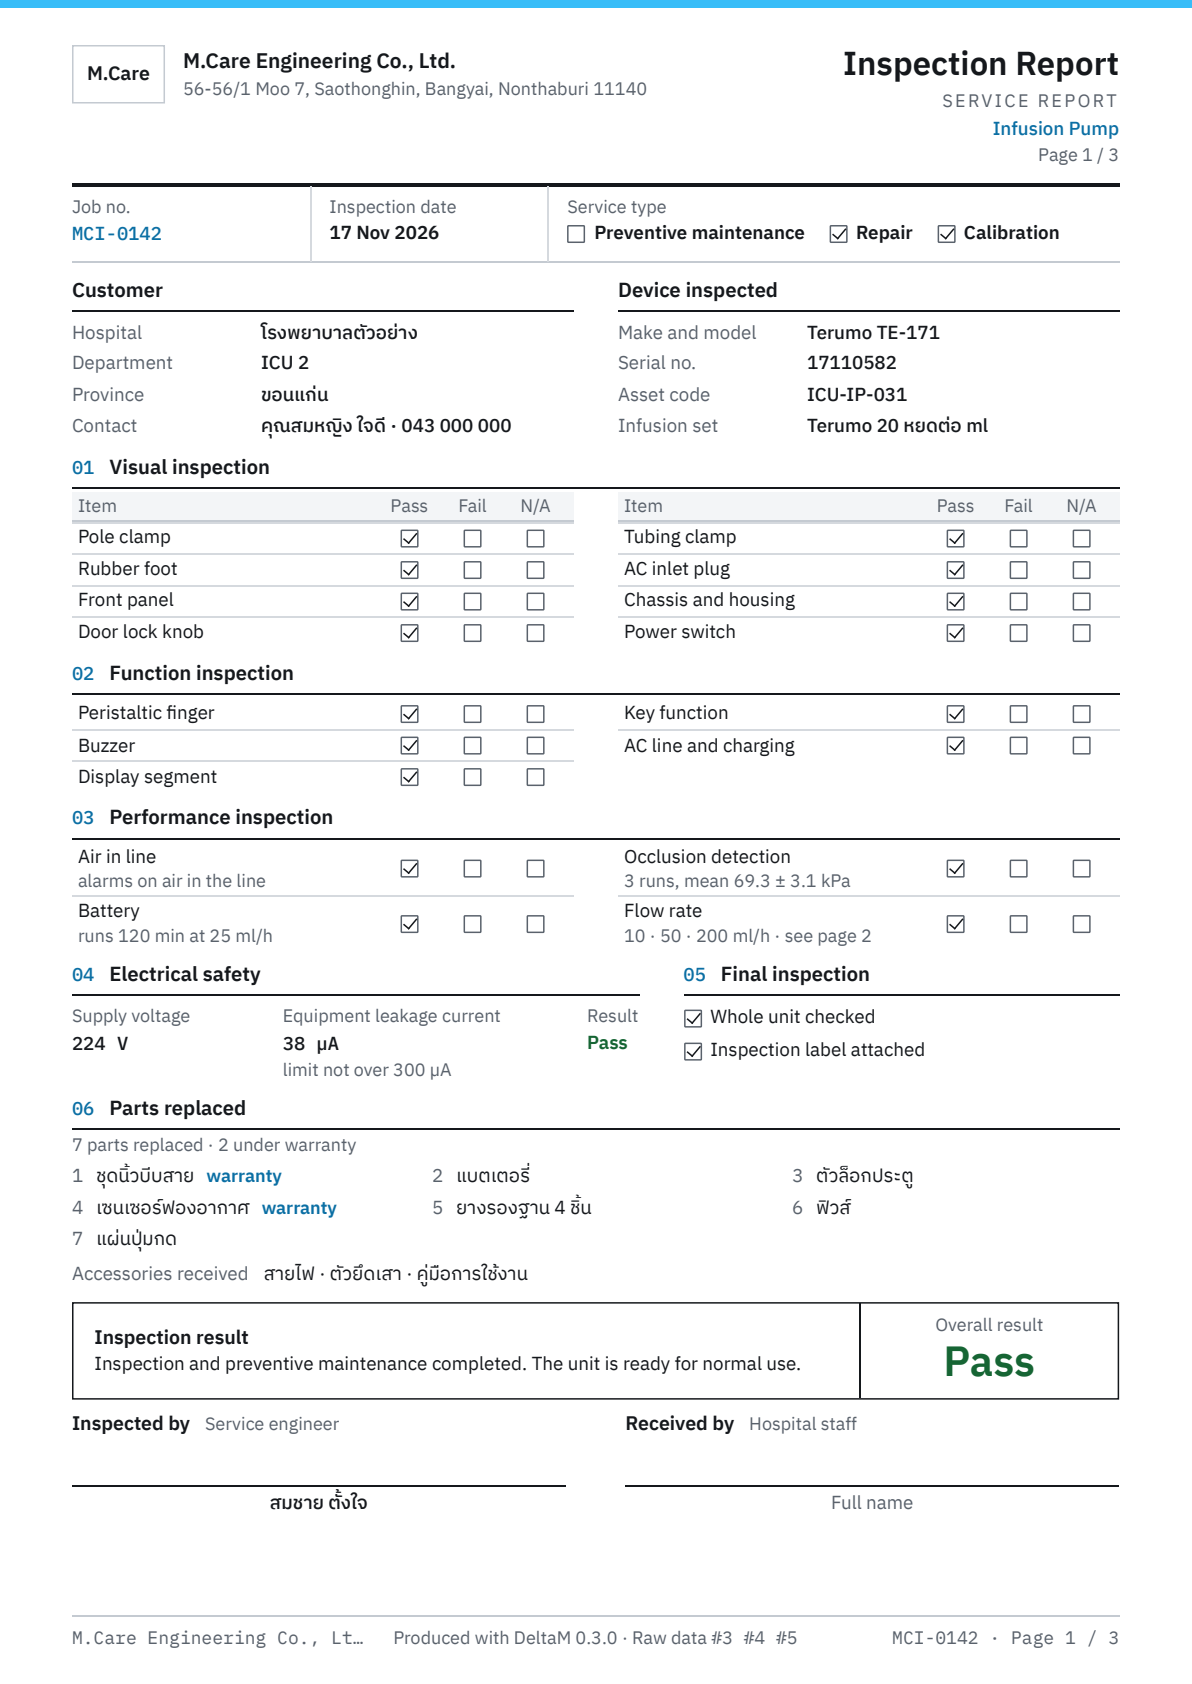 M.Care
M.Care Engineering Co., Ltd.
56-56/1 Moo 7, Saothonghin, Bangyai, Nonthaburi 11140
Inspection Report
SERVICE REPORT
Infusion Pump
Page 1 / 3
Job no.
MCI-0142
Inspection date
17 Nov 2026
Service type
Preventive maintenance Repair Calibration
Customer
Hospital โรงพยาบาลตัวอย่าง
Department ICU 2
Province ขอนแก่น
Contact คุณสมหญิง ใจดี · 043 000 000
Device inspected
Make and model Terumo TE-171
Serial no. 17110582
Asset code ICU-IP-031
Infusion set Terumo 20 หยดต่อ ml
01 Visual inspection
Item Pass Fail N/A Item Pass Fail N/A
Pole clamp Tubing clamp
Rubber foot AC inlet plug
Front panel Chassis and housing
Door lock knob Power switch
02 Function inspection
Peristaltic finger Key function
Buzzer AC line and charging
Display segment
03 Performance inspection
Air in line
alarms on air in the line
Occlusion detection
3 runs, mean 69.3 ± 3.1 kPa
Battery
runs 120 min at 25 ml/h
Flow rate
10 · 50 · 200 ml/h · see page 2
04 Electrical safety
Supply voltage
224 V
Equipment leakage current
38 µA
limit not over 300 µA
Result
Pass
05 Final inspection
Whole unit checked
Inspection label attached
06 Parts replaced
7 parts replaced · 2 under warranty
1 ชุดนิ้วบีบสาย warranty 2 แบตเตอรี่ 3 ตัวล็อกประตู
4 เซนเซอร์ฟองอากาศ warranty 5 ยางรองฐาน 4 ชิ้น 6 ฟิวส์
7 แผ่นปุ่มกด
Accessories received สายไฟ · ตัวยึดเสา · คู่มือการใช้งาน
Inspection result
Inspection and preventive maintenance completed. The unit is ready for normal use.
Overall result
Pass
Inspected by Service engineer
สมชาย ตั้งใจ
Received by Hospital staff
Full name
M.Care Engineering Co., Lt… Produced with DeltaM 0.3.0 · Raw data #3 #4 #5 MCI-0142 · Page 1 / 3